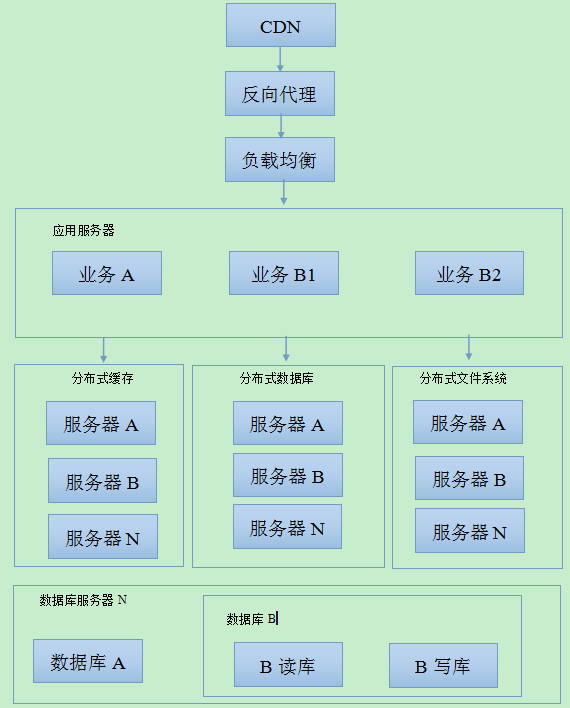 CDN
反向代理
负载均衡
应用服务器
业务 A
业务 B1
业务 B2
分布式缓存
服务器 A
服务器 B
服务器 N
分布式数据库
服务器 A
服务器 B
服务器 N
分布式文件系统
服务器 A
服务器 B
服务器 N
数据库服务器 N
数据库 A
数据库 B
B 读库
B 写库